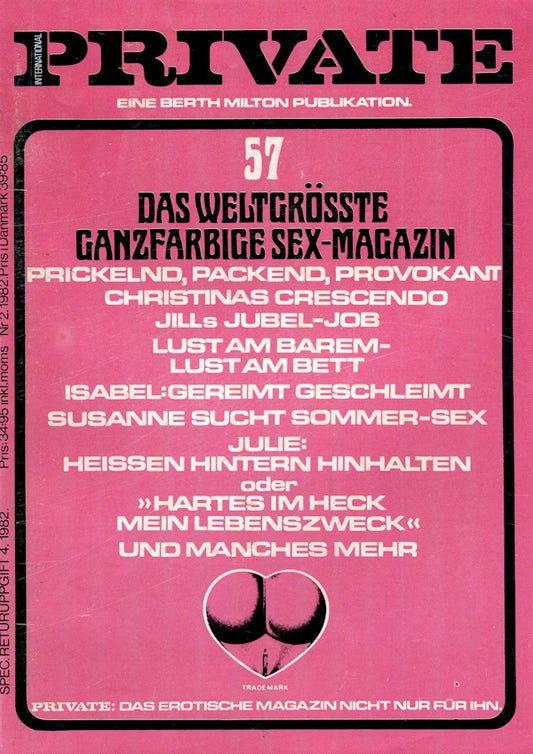 INTERNATIONAL
PRIVATE
EINE BERTH MILTON PUBLIKATION.
57
DAS WELTGRÖSSTE
GANZFARBIGE SEX-MAGAZIN
PRICKELND, PACKEND, PROVOKANT
CHRISTINAS CRESCENDO
JILLs JUBEL-JOB
LUST AM BAREM-
LUST AM BETT
ISABEL:GEREIMT GESCHLEIMT
SUSANNE SUCHT SOMMER-SEX
JULIE:
HEISSEN HINTERN HINHALTEN
oder
»HARTES IM HECK
MEIN LEBENSZWECK«
UND MANCHES MEHR
TRADEMARK
PRIVATE: DAS EROTISCHE MAGAZIN NICHT NUR FÜR IHN.
SPEC. RETURUPPGIFT 4. 1982. Pris: 34-95 inkl.moms Nr 2. 1982. Pris i Danmark 39-85